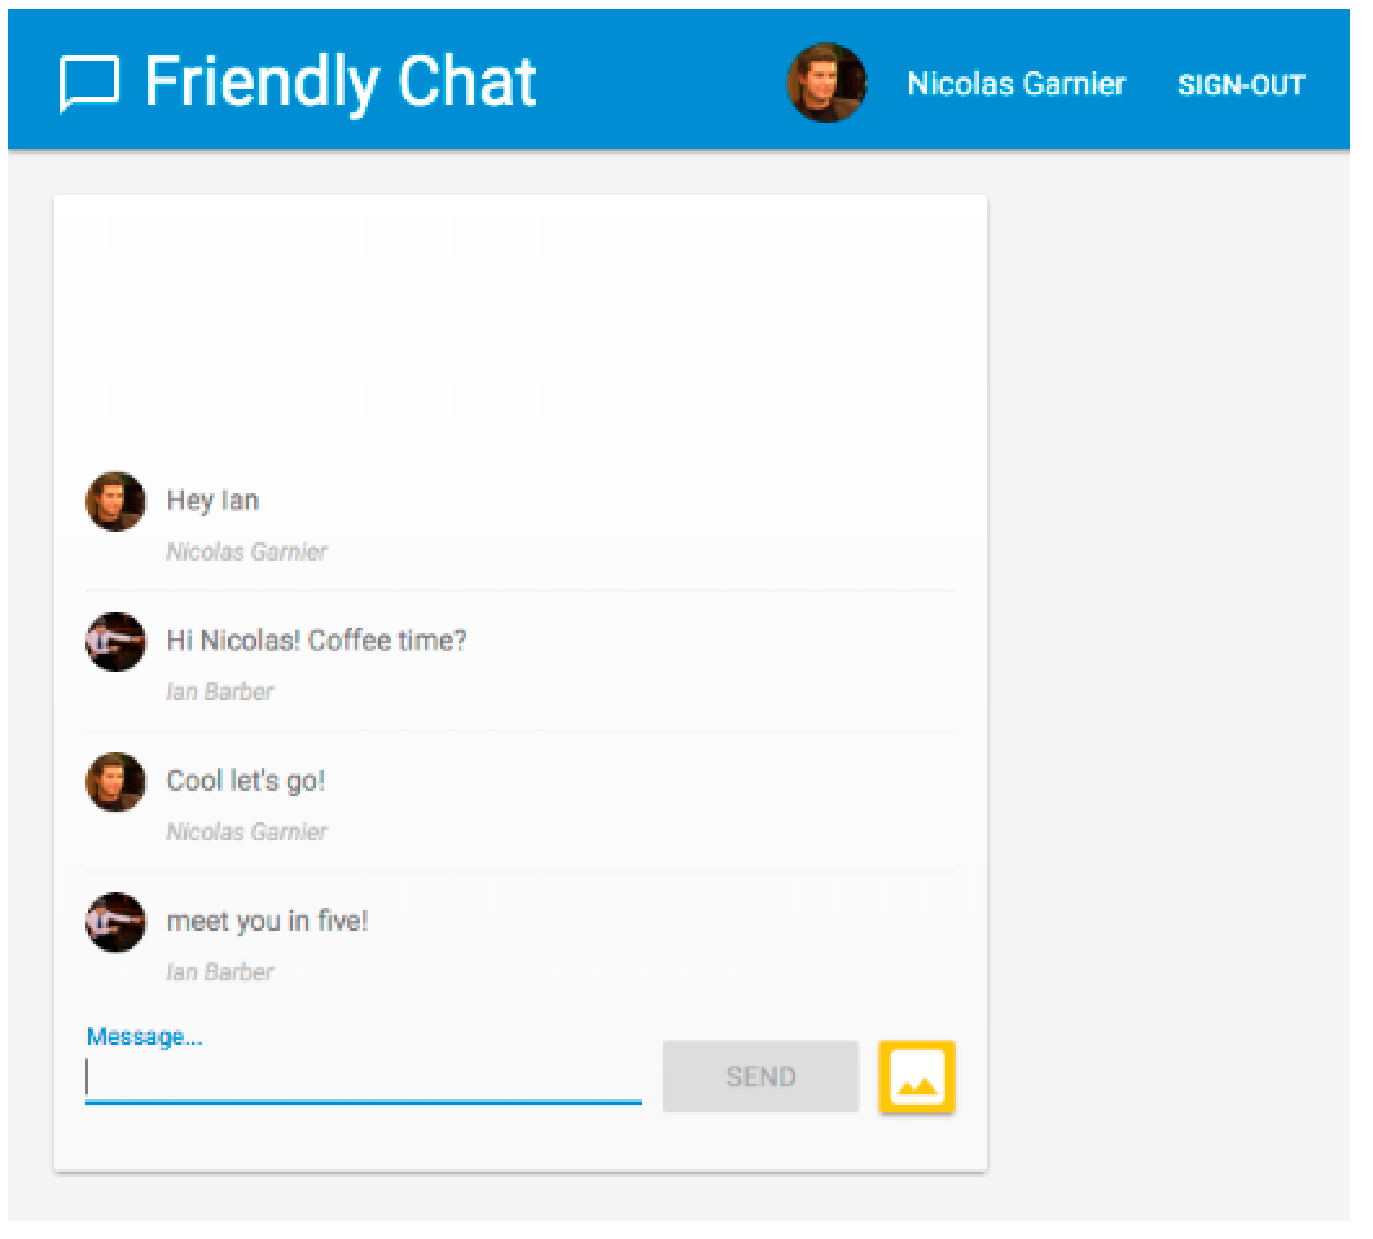 Friendly Chat
Nicolas Garnier
SIGN-OUT
Hey Ian
Nicolas Garnier
Hi Nicolas! Coffee time?
Ian Barber
Cool let's go!
Nicolas Garnier
meet you in five!
Ian Barber
Message...
SEND